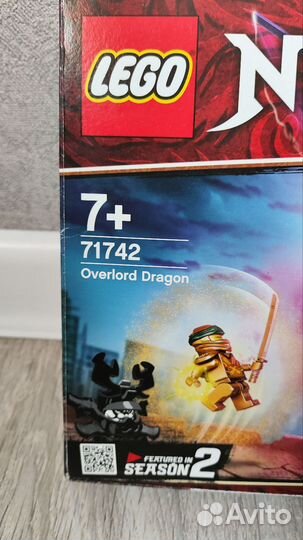 LEGO
N
7+
71742
Overlord Dragon
FEATURED IN
SEASON 2
Avito